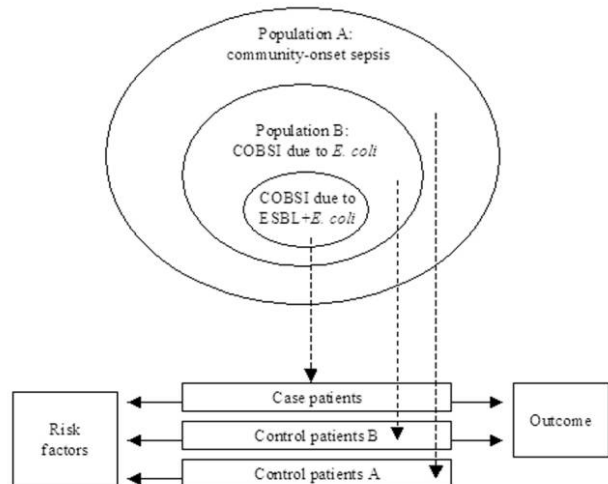 Population A:
community-onset sepsis
Population B:
COBSI due to E. coli
COBSI due to
ESBL+E. coli
Case patients
Control patients B
Control patients A
Risk
factors
Outcome